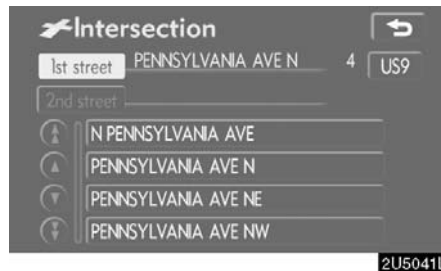 Intersection
1st street PENNSYLVANIA AVE N 4 US9
2nd street
N PENNSYLVANIA AVE
PENNSYLVANIA AVE N
PENNSYLVANIA AVE NE
PENNSYLVANIA AVE NW
2U5041I